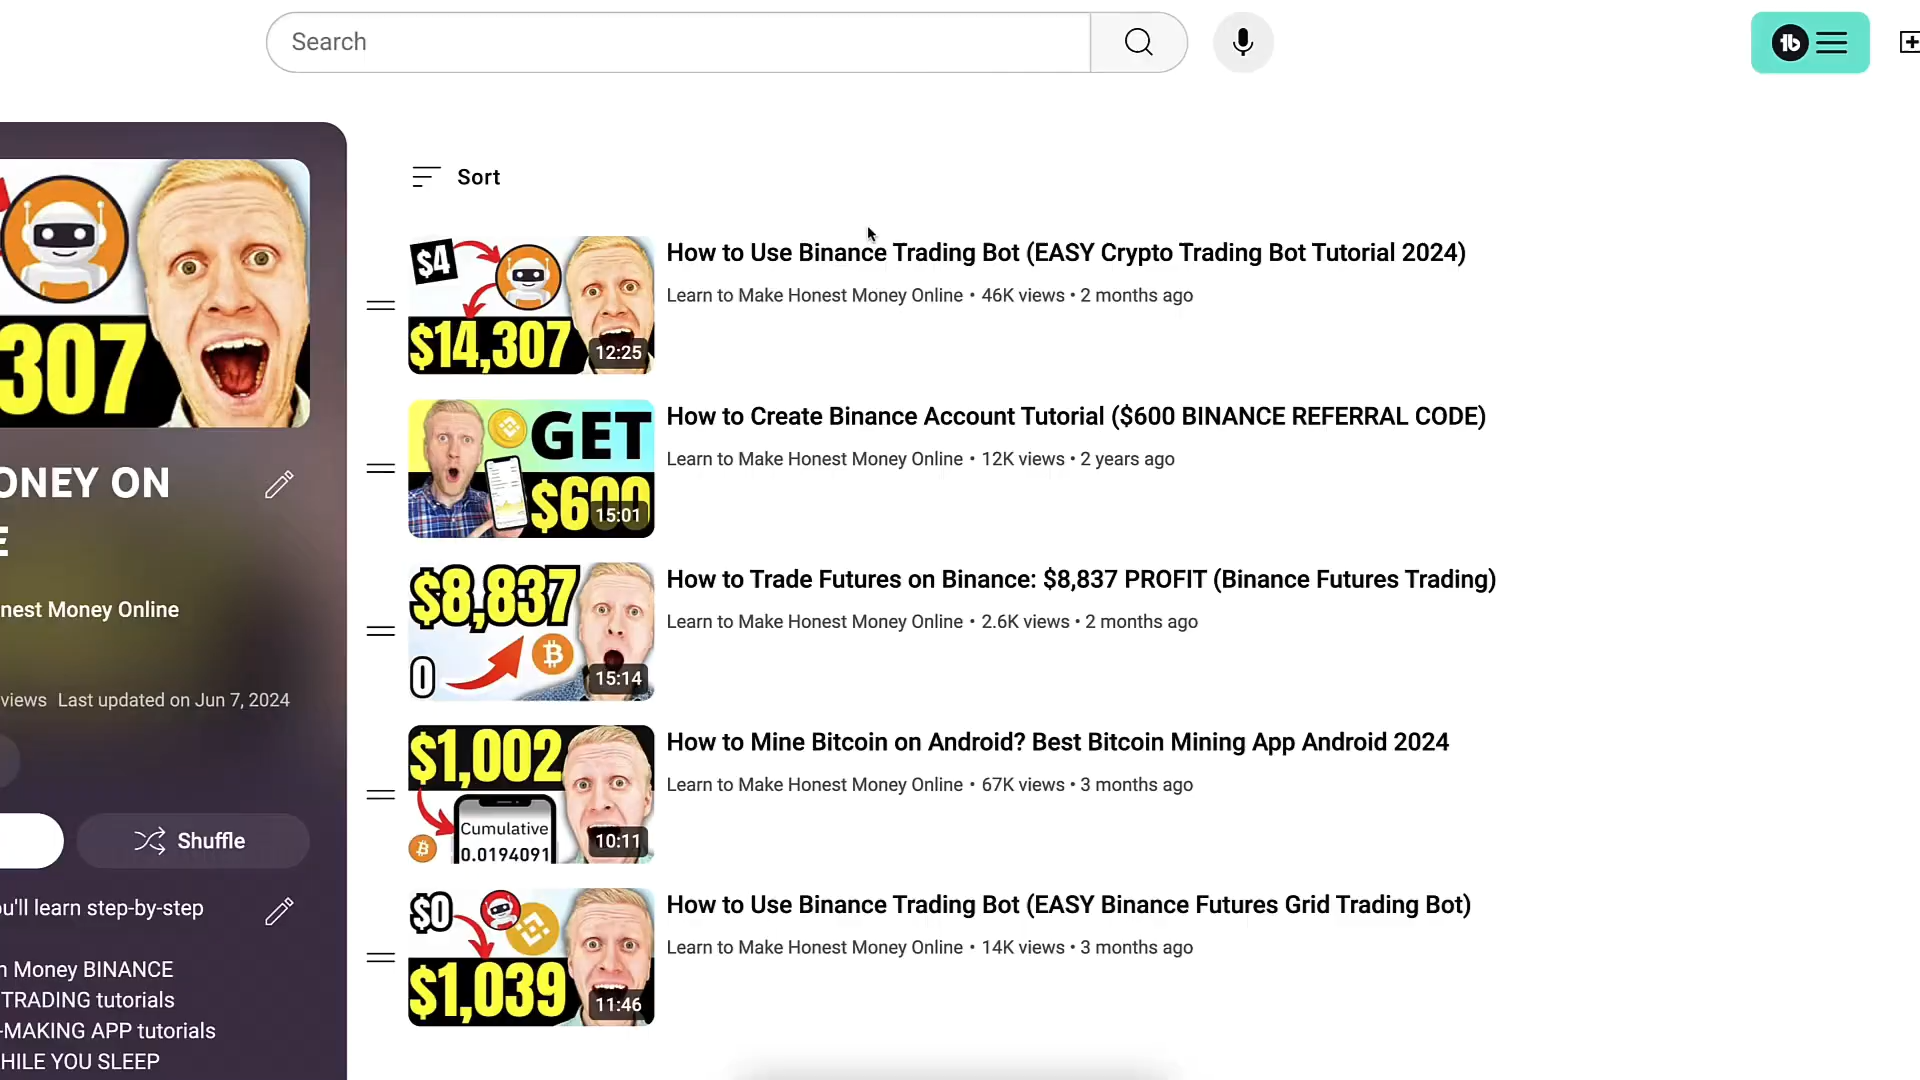 Search
307
ONEY ON
E
nest Money Online
views Last updated on Jun 7, 2024
Shuffle
ou'll learn step-by-step
n Money BINANCE
TRADING tutorials
-MAKING APP tutorials
HILE YOU SLEEP
Sort
$4
$14,307
12:25
How to Use Binance Trading Bot (EASY Crypto Trading Bot Tutorial 2024)
Learn to Make Honest Money Online • 46K views • 2 months ago
GET
$600
15:01
How to Create Binance Account Tutorial ($600 BINANCE REFERRAL CODE)
Learn to Make Honest Money Online • 12K views • 2 years ago
$8,837
0
15:14
How to Trade Futures on Binance: $8,837 PROFIT (Binance Futures Trading)
Learn to Make Honest Money Online • 2.6K views • 2 months ago
$1,002
Cumulative
0.0194091
10:11
How to Mine Bitcoin on Android? Best Bitcoin Mining App Android 2024
Learn to Make Honest Money Online • 67K views • 3 months ago
$0
$1,039
11:46
How to Use Binance Trading Bot (EASY Binance Futures Grid Trading Bot)
Learn to Make Honest Money Online • 14K views • 3 months ago